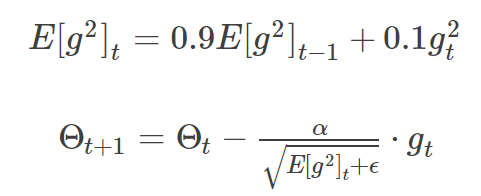 E[g²]ₜ = 0.9E[g²]ₜ₋₁ + 0.1gₜ²
Θₜ₊₁ = Θₜ − α/√(E[g²]ₜ+ϵ) · gₜ